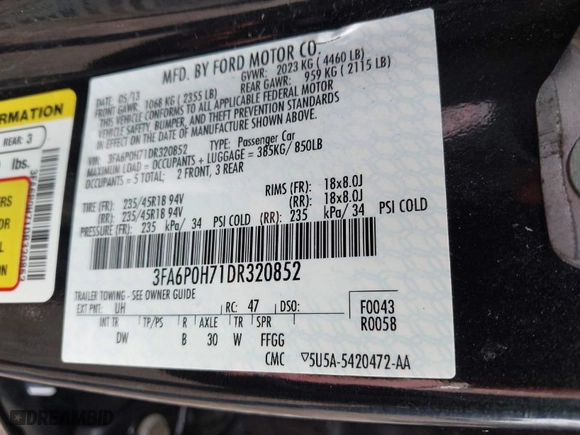 MFD. BY FORD MOTOR CO.
DATE: 05/13
GVWR: 2023 KG ( 4460 LB)
FRONT GAWR: 1068 KG ( 2355 LB)
REAR GAWR: 959 KG ( 2115 LB)
THIS VEHICLE CONFORMS TO ALL APPLICABLE FEDERAL MOTOR
VEHICLE SAFETY, BUMPER, AND THEFT PREVENTION STANDARDS
IN EFFECT ON THE DATE OF MANUFACTURE SHOWN ABOVE.
VIN: 3FA6P0H71DR320852 TYPE: Passenger Car
MAXIMUM LOAD = OCCUPANTS + LUGGAGE = 385KG/ 850LB
OCCUPANTS = 5 TOTAL: 2 FRONT, 3 REAR
TIRE (FR): 235/45R18 94V RIMS (FR): 18x8.0J
(RR): 235/45R18 94V (RR): 18x8.0J
PRESSURE (FR): 235 kPa/ 34 PSI COLD (RR): 235 kPa/ 34 PSI COLD
3FA6P0H71DR320852
TRAILER TOWING - SEE OWNER GUIDE
EXT PNT: UH RC: 47 DSO: F0043
R0058
INT TR TP/PS R AXLE TR SPR
DW B 30 W FFGG
CMC ▽5U5A-5420472-AA
FORMATION
REAR: 3
lbs.
ERS
DR
AL
DREAMBID